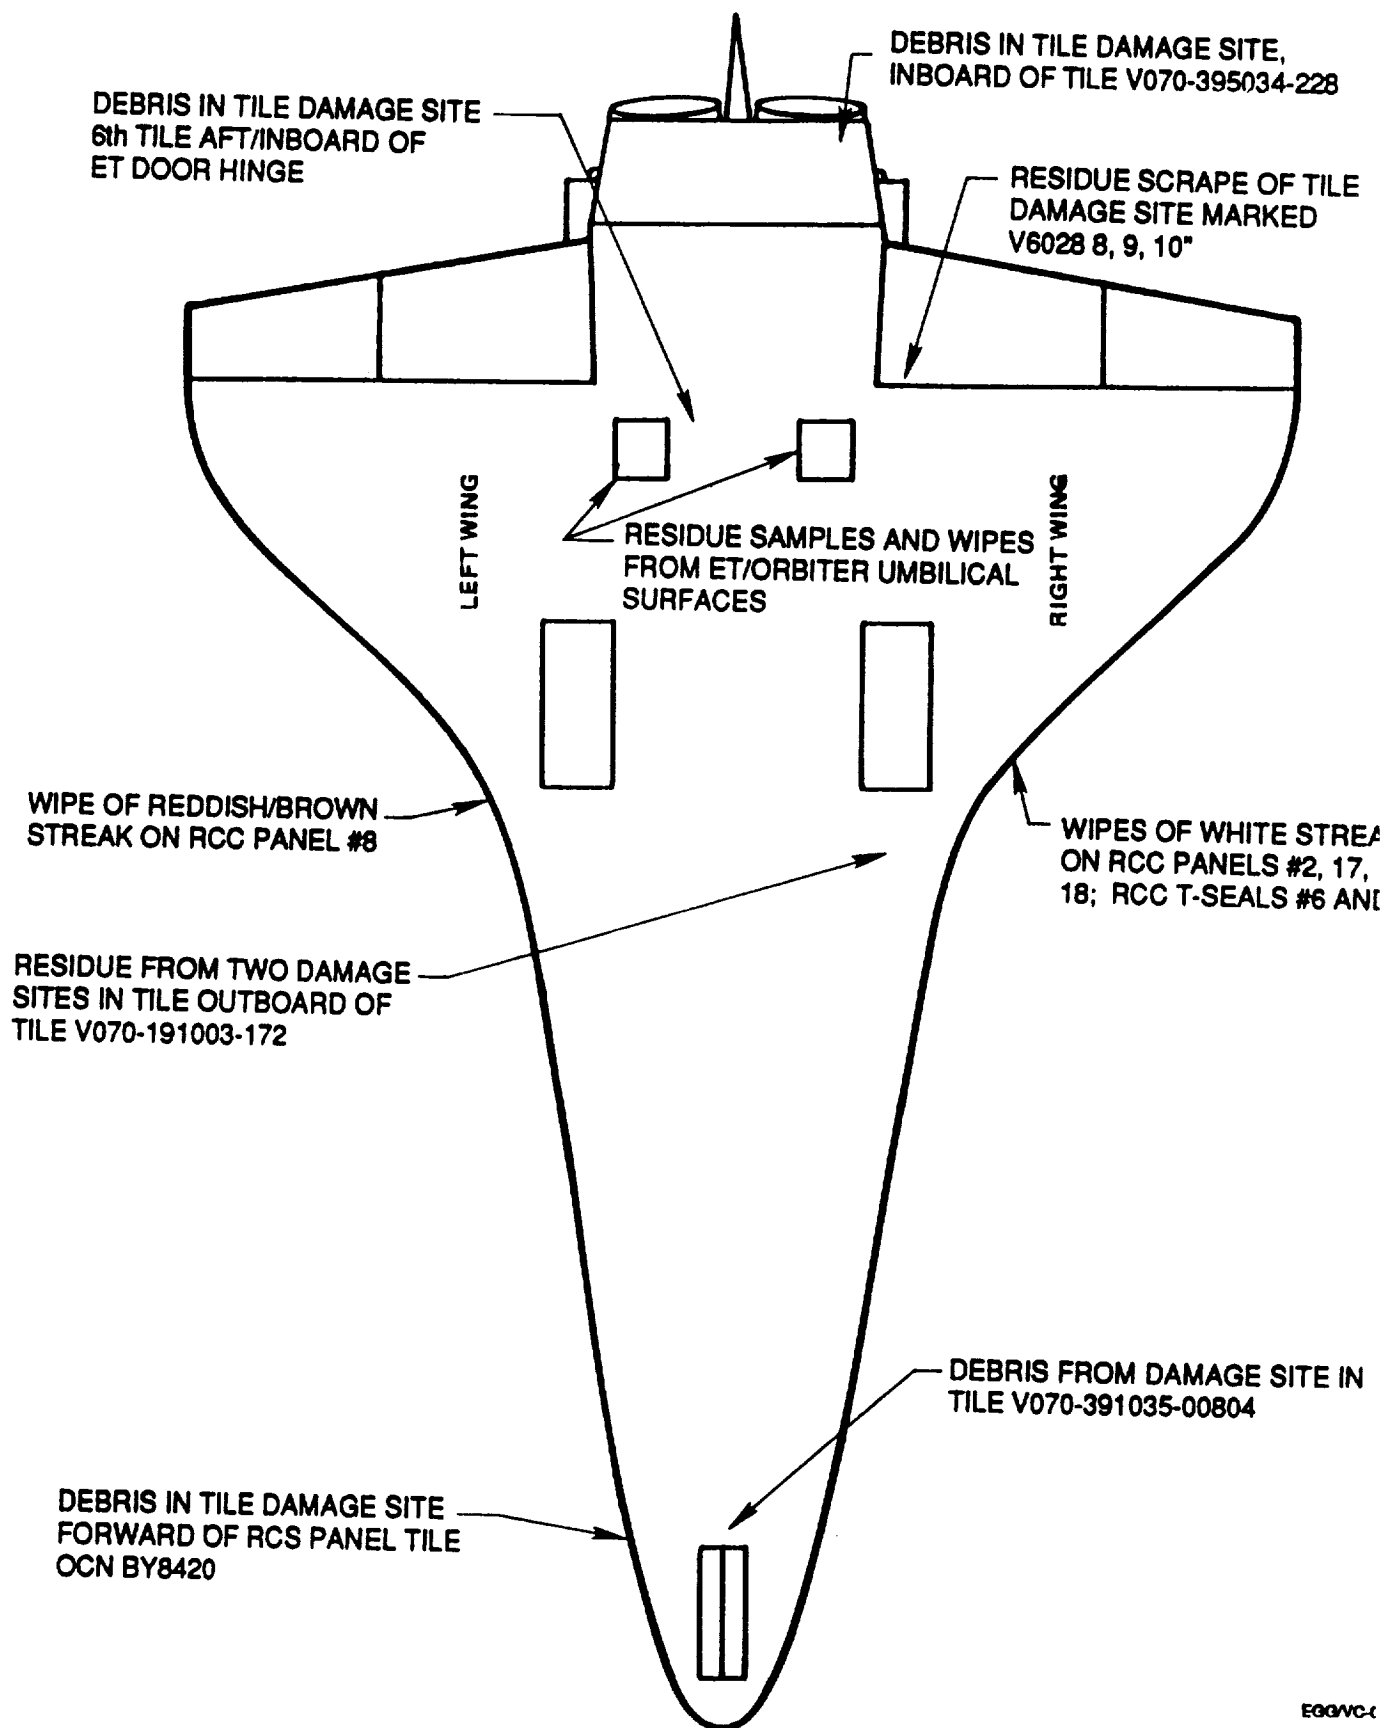 DEBRIS IN TILE DAMAGE SITE,
INBOARD OF TILE V070-395034-228
DEBRIS IN TILE DAMAGE SITE
6th TILE AFT/INBOARD OF
ET DOOR HINGE
RESIDUE SCRAPE OF TILE
DAMAGE SITE MARKED
V6028 8, 9, 10"
LEFT WING
RIGHT WING
RESIDUE SAMPLES AND WIPES
FROM ET/ORBITER UMBILICAL
SURFACES
WIPE OF REDDISH/BROWN
STREAK ON RCC PANEL #8
WIPES OF WHITE
ON RCC PANELS #2, 17,
18; RCC T-SEALS #6 AND
RESIDUE FROM TWO DAMAGE
SITES IN TILE OUTBOARD OF
TILE V070-191003-172
DEBRIS FROM DAMAGE SITE IN
TILE V070-391035-00804
DEBRIS IN TILE DAMAGE SITE
FORWARD OF RCS PANEL TILE
OCN BY8420